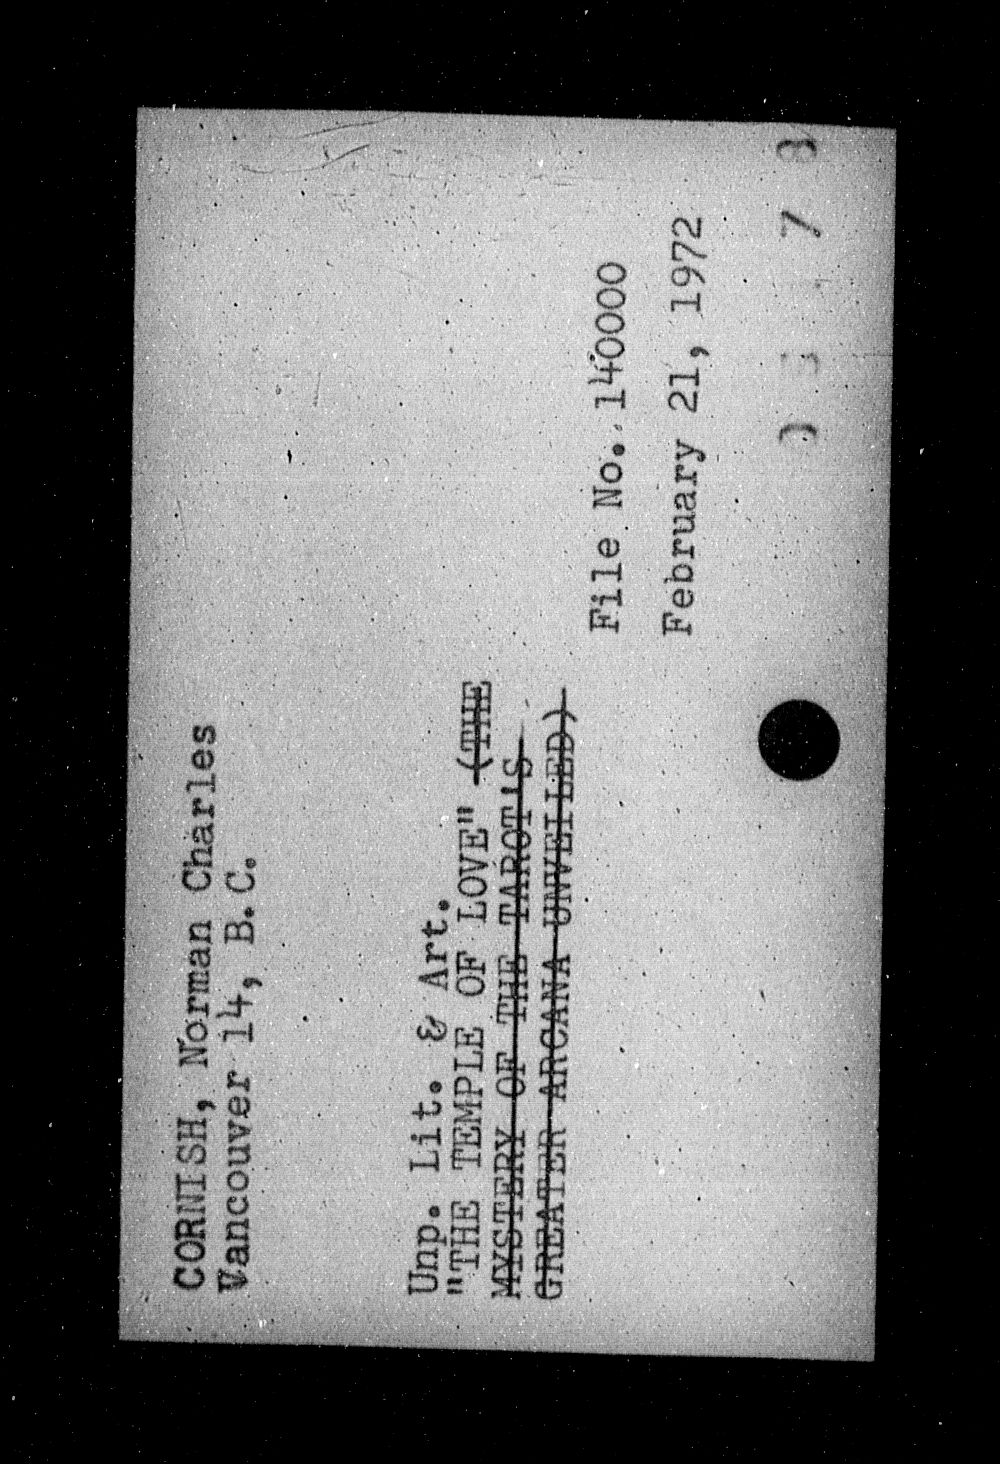 CORNISH, Norman Charles
Vancouver 14, B.C.
Unp. Lit. & Art.
"THE TEMPLE OF LOVE" (THE
MYSTERY OF THE TAROT'S
GREATER ARCANA UNVEILED)
File No. 140000
February 21, 1972